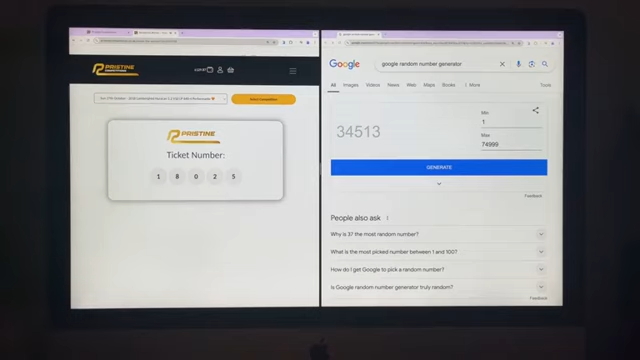 PRISTINE
PRISTINE
Ticket Number:
1 8 0 2 5
Google
google random number generator
All Images Videos News Web Maps Books More Tools
34513
Min
1
Max
74999
GENERATE
Feedback
People also ask
Why is 37 the most random number?
What is the most picked number between 1 and 100?
How do I get Google to pick a random number?
Is Google random number generator truly random?
Feedback